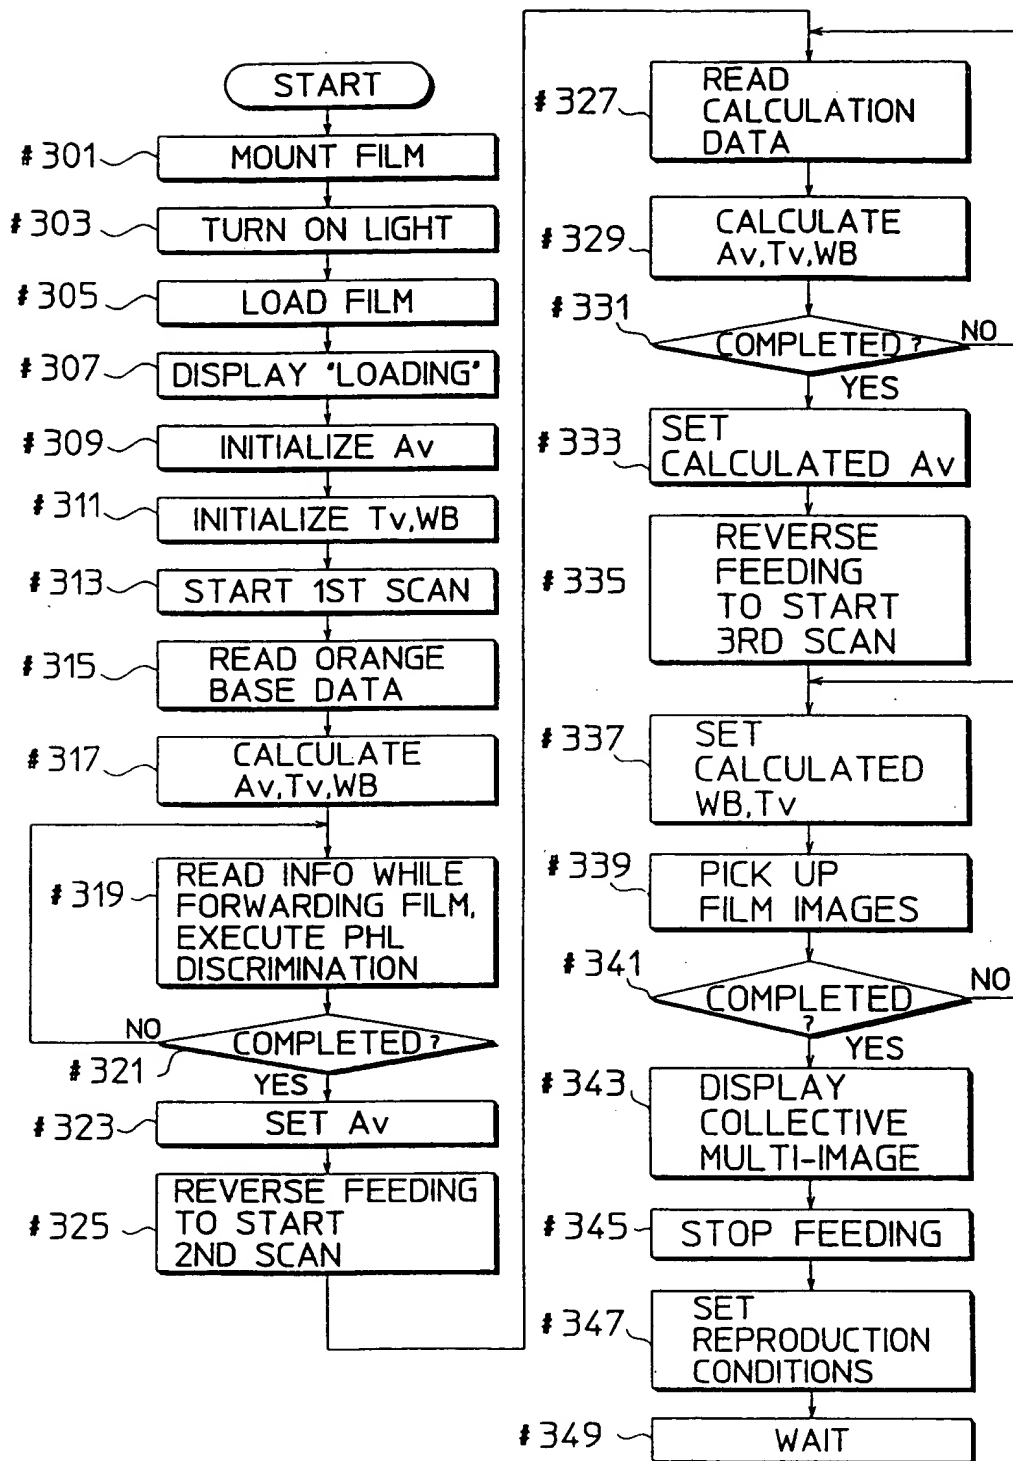 START
#301 MOUNT FILM
#303 TURN ON LIGHT
#305 LOAD FILM
#307 DISPLAY "LOADING"
#309 INITIALIZE Av
#311 INITIALIZE Tv,WB
#313 START 1ST SCAN
#315 READ ORANGE
BASE DATA
#317 CALCULATE
Av,Tv,WB
#319 READ INFO WHILE
FORWARDING FILM,
EXECUTE PHL
DISCRIMINATION
NO
#321 COMPLETED?
YES
#323 SET Av
#325 REVERSE FEEDING
TO START
2ND SCAN
#327 READ
CALCULATION
DATA
#329 CALCULATE
Av,Tv,WB
#331 COMPLETED? NO
YES
#333 SET
CALCULATED Av
#335 REVERSE
FEEDING
TO START
3RD SCAN
#337 SET
CALCULATED
WB,Tv
#339 PICK UP
FILM IMAGES
#341 COMPLETED NO
?
YES
#343 DISPLAY
COLLECTIVE
MULTI-IMAGE
#345 STOP FEEDING
#347 SET
REPRODUCTION
CONDITIONS
#349 WAIT